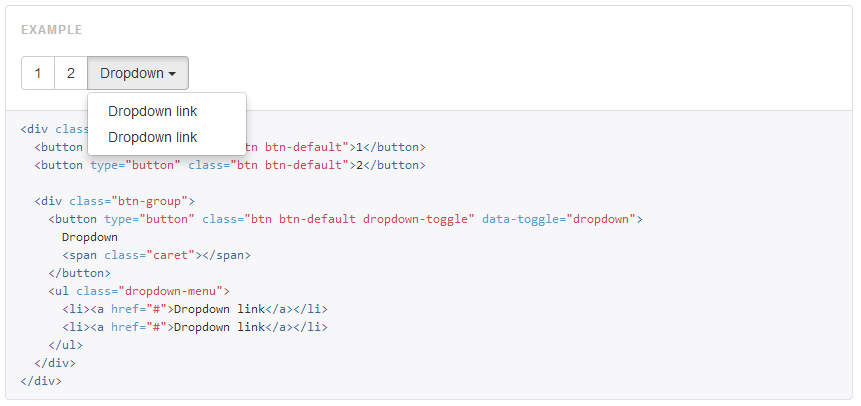 EXAMPLE
1 2 Dropdown
Dropdown link
Dropdown link
<div clas
<button tn btn-default">1</button>
<button type="button" class="btn btn-default">2</button>
<div class="btn-group">
<button type="button" class="btn btn-default dropdown-toggle" data-toggle="dropdown">
Dropdown
<span class="caret"></span>
</button>
<ul class="dropdown-menu">
<li><a href="#">Dropdown link</a></li>
<li><a href="#">Dropdown link</a></li>
</ul>
</div>
</div>